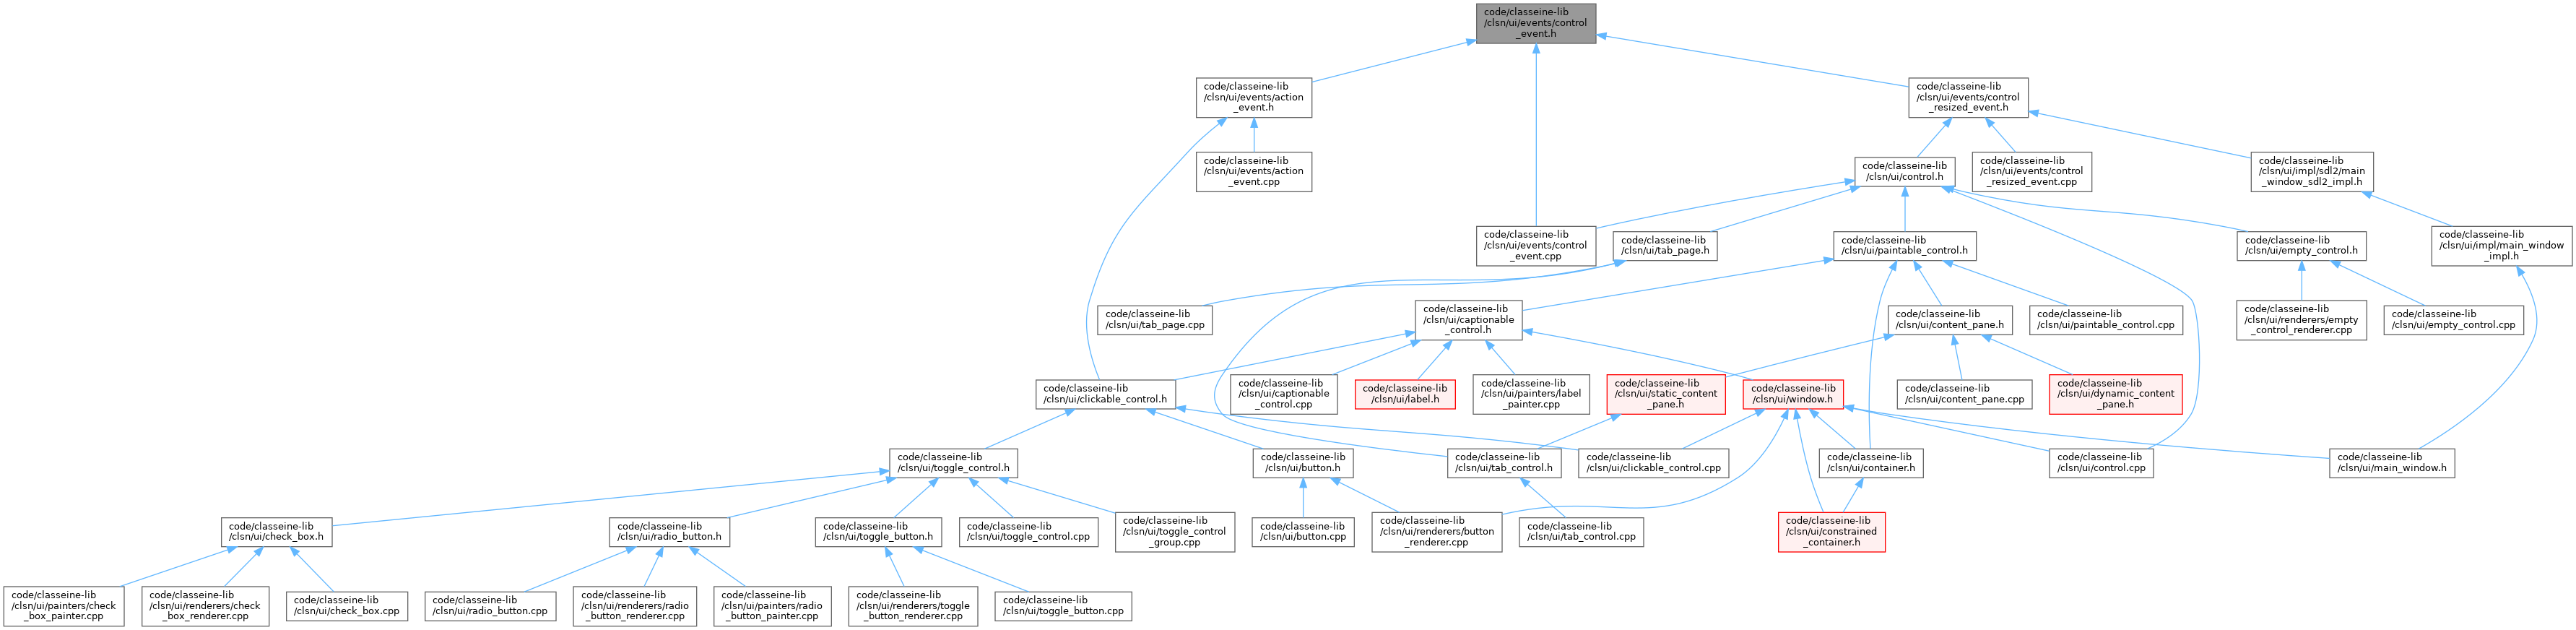 code/classeine-lib
/clsn/ui/events/control
_event.h
code/classeine-lib
/clsn/ui/events/action
_event.h
code/classeine-lib
/clsn/ui/events/control
_resized_event.h
code/classeine-lib
/clsn/ui/events/action
_event.cpp
code/classeine-lib
/clsn/ui/control.h
code/classeine-lib
/clsn/ui/events/control
_resized_event.cpp
code/classeine-lib
/clsn/ui/impl/sdl2/main
_window_sdl2_impl.h
code/classeine-lib
/clsn/ui/events/control
_event.cpp
code/classeine-lib
/clsn/ui/tab_page.h
code/classeine-lib
/clsn/ui/paintable_control.h
code/classeine-lib
/clsn/ui/empty_control.h
code/classeine-lib
/clsn/ui/impl/main_window
_impl.h
code/classeine-lib
/clsn/ui/tab_page.cpp
code/classeine-lib
/clsn/ui/captionable
_control.h
code/classeine-lib
/clsn/ui/content_pane.h
code/classeine-lib
/clsn/ui/paintable_control.cpp
code/classeine-lib
/clsn/ui/renderers/empty
_control_renderer.cpp
code/classeine-lib
/clsn/ui/empty_control.cpp
code/classeine-lib
/clsn/ui/clickable_control.h
code/classeine-lib
/clsn/ui/captionable
_control.cpp
code/classeine-lib
/clsn/ui/label.h
code/classeine-lib
/clsn/ui/painters/label
_painter.cpp
code/classeine-lib
/clsn/ui/static_content
_pane.h
code/classeine-lib
/clsn/ui/window.h
code/classeine-lib
/clsn/ui/content_pane.cpp
code/classeine-lib
/clsn/ui/dynamic_content
_pane.h
code/classeine-lib
/clsn/ui/toggle_control.h
code/classeine-lib
/clsn/ui/button.h
code/classeine-lib
/clsn/ui/tab_control.h
code/classeine-lib
/clsn/ui/clickable_control.cpp
code/classeine-lib
/clsn/ui/container.h
code/classeine-lib
/clsn/ui/control.cpp
code/classeine-lib
/clsn/ui/main_window.h
code/classeine-lib
/clsn/ui/check_box.h
code/classeine-lib
/clsn/ui/radio_button.h
code/classeine-lib
/clsn/ui/toggle_button.h
code/classeine-lib
/clsn/ui/toggle_control.cpp
code/classeine-lib
/clsn/ui/toggle_control
_group.cpp
code/classeine-lib
/clsn/ui/button.cpp
code/classeine-lib
/clsn/ui/renderers/button
_renderer.cpp
code/classeine-lib
/clsn/ui/tab_control.cpp
code/classeine-lib
/clsn/ui/constrained
_container.h
code/classeine-lib
/clsn/ui/painters/check
_box_painter.cpp
code/classeine-lib
/clsn/ui/renderers/check
_box_renderer.cpp
code/classeine-lib
/clsn/ui/check_box.cpp
code/classeine-lib
/clsn/ui/radio_button.cpp
code/classeine-lib
/clsn/ui/renderers/radio
_button_renderer.cpp
code/classeine-lib
/clsn/ui/painters/radio
_button_painter.cpp
code/classeine-lib
/clsn/ui/renderers/toggle
_button_renderer.cpp
code/classeine-lib
/clsn/ui/toggle_button.cpp